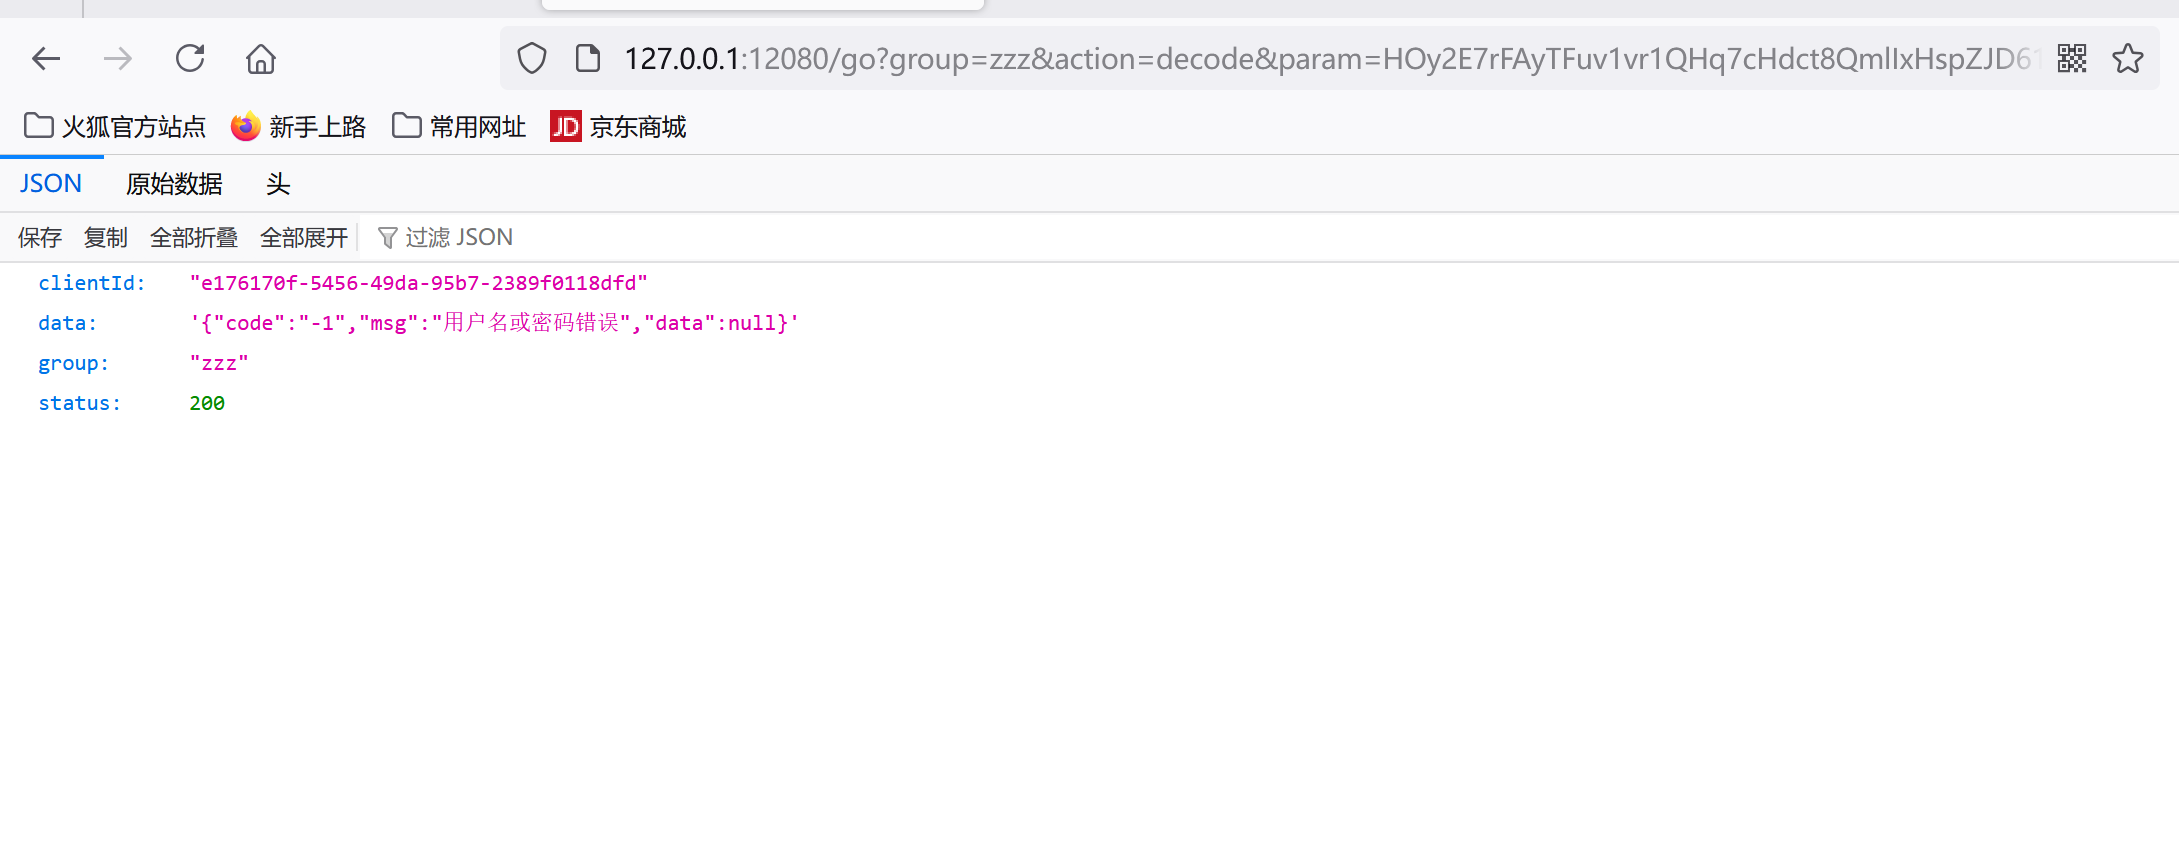 127.0.0.1:12080/go?group=zzz&action=decode&param=HOy2E7rFAyTFuv1vr1QHq7cHdct8QmlIxHspZJD61
火狐官方站点 新手上路 常用网址 JD 京东商城
JSON 原始数据 头
保存 复制 全部折叠 全部展开 过滤 JSON
clientId: "e176170f-5456-49da-95b7-2389f0118dfd"
data: '{"code":"-1","msg":"用户名或密码错误","data":null}'
group: "zzz"
status: 200